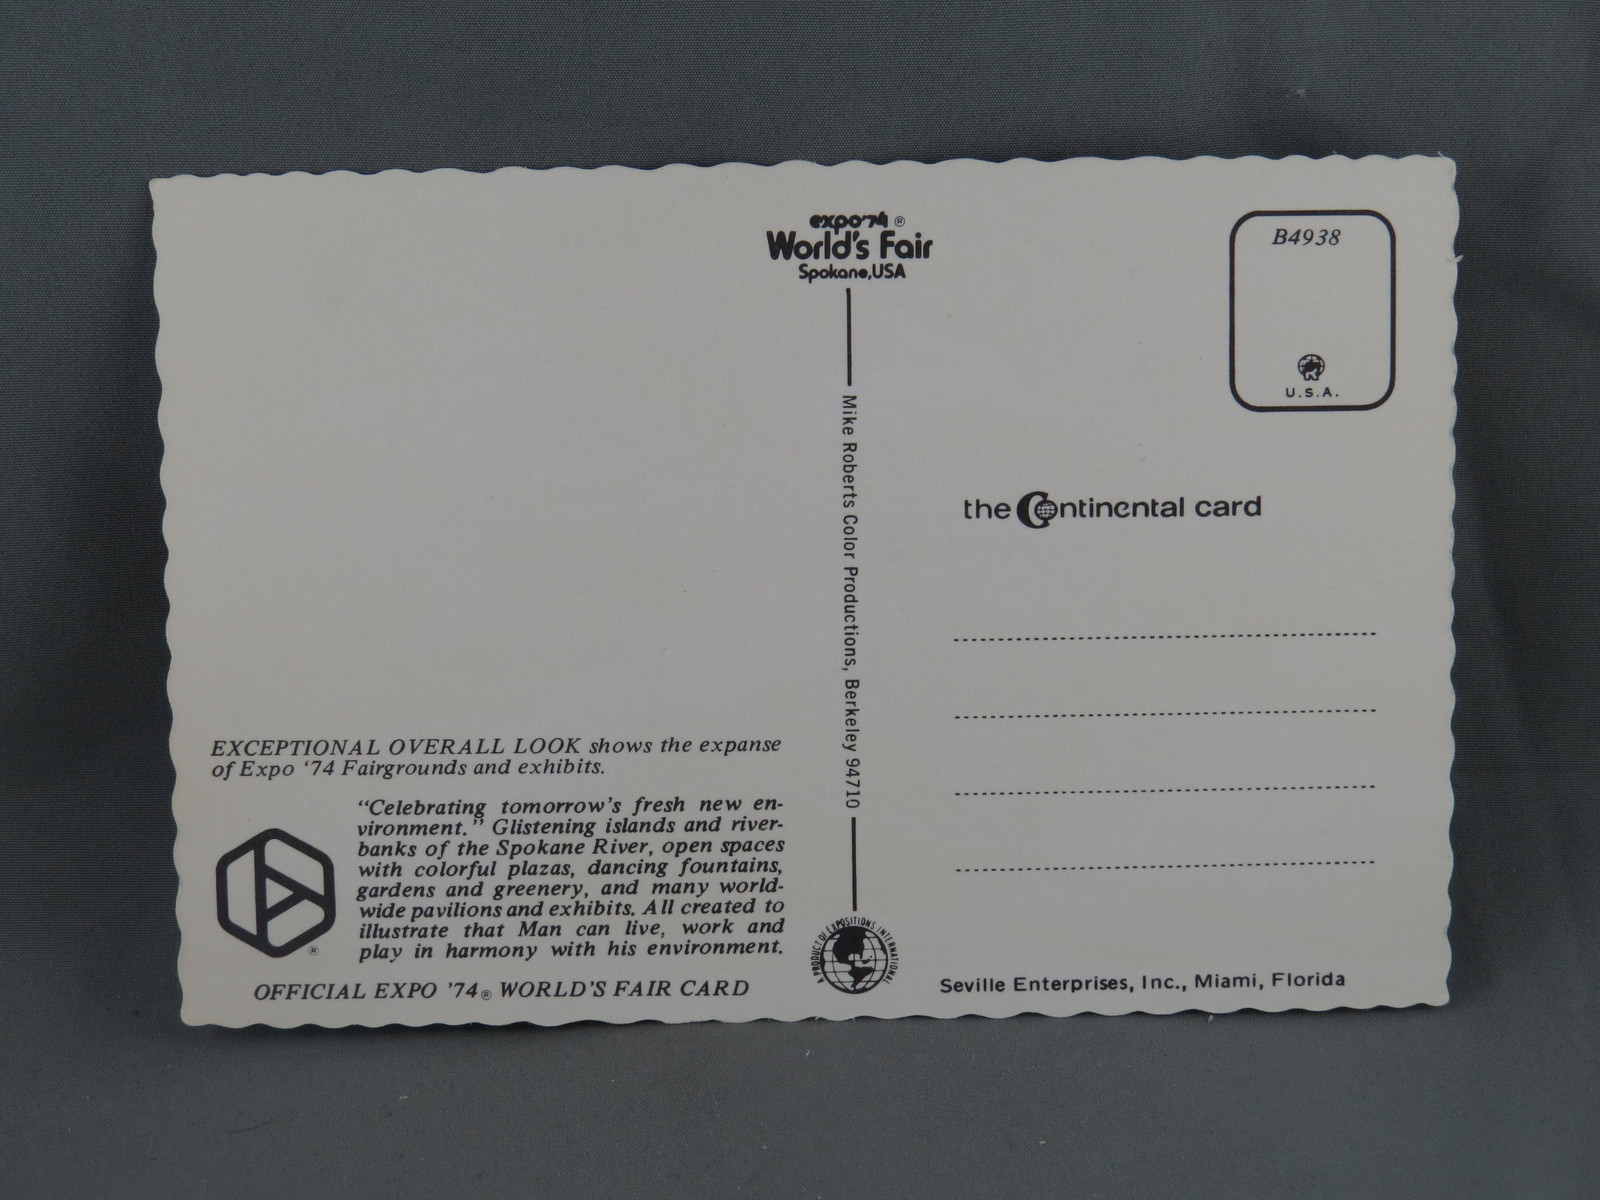 expo'74 ®
World's Fair
Spokane, USA
B4938
U.S.A.
Mike Roberts Color Productions, Berkeley 94710
the Continental card
EXCEPTIONAL OVERALL LOOK shows the expanse
of Expo '74 Fairgrounds and exhibits.
"Celebrating tomorrow's fresh new en-
vironment." Glistening islands and river-
banks of the Spokane River, open spaces
with colorful plazas, dancing fountains,
gardens and greenery, and many world-
wide pavilions and exhibits. All created to
illustrate that Man can live, work and
play in harmony with his environment.
®
OFFICIAL EXPO '74® WORLD'S FAIR CARD
A PRODUCT OF EXPOSITIONS INTERNATIONAL
Seville Enterprises, Inc., Miami, Florida